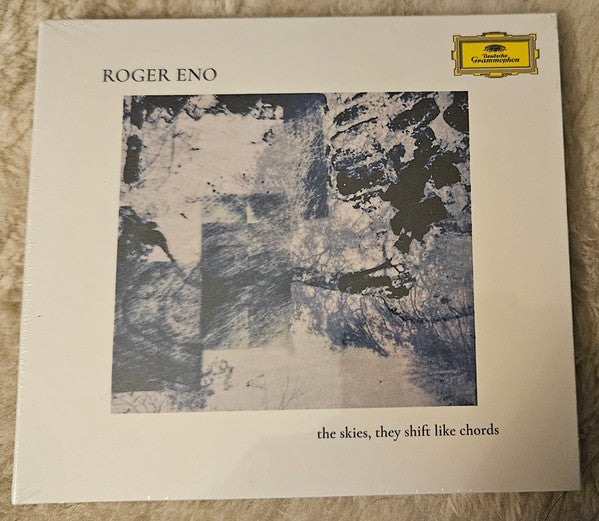 Deutsche
Grammophon
ROGER ENO
the skies, they shift like chords